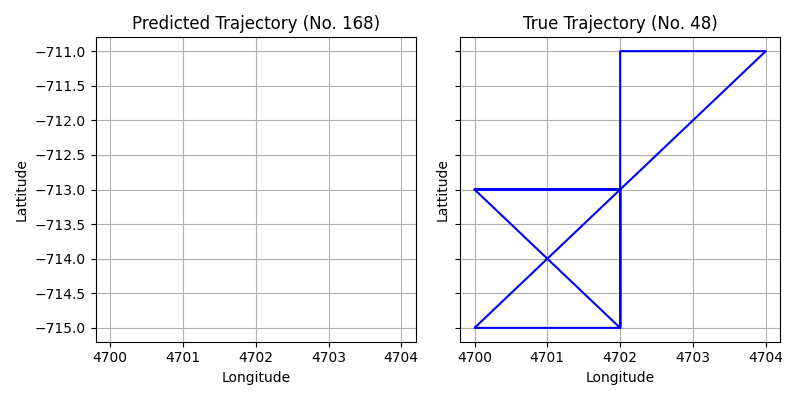 Predicted Trajectory (No. 168)
True Trajectory (No. 48)
−711.0
−711.5
−712.0
−712.5
−713.0
−713.5
−714.0
−714.5
−715.0
Lattitude
Lattitude
4700 4701 4702 4703 4704
4700 4701 4702 4703 4704
Longitude
Longitude